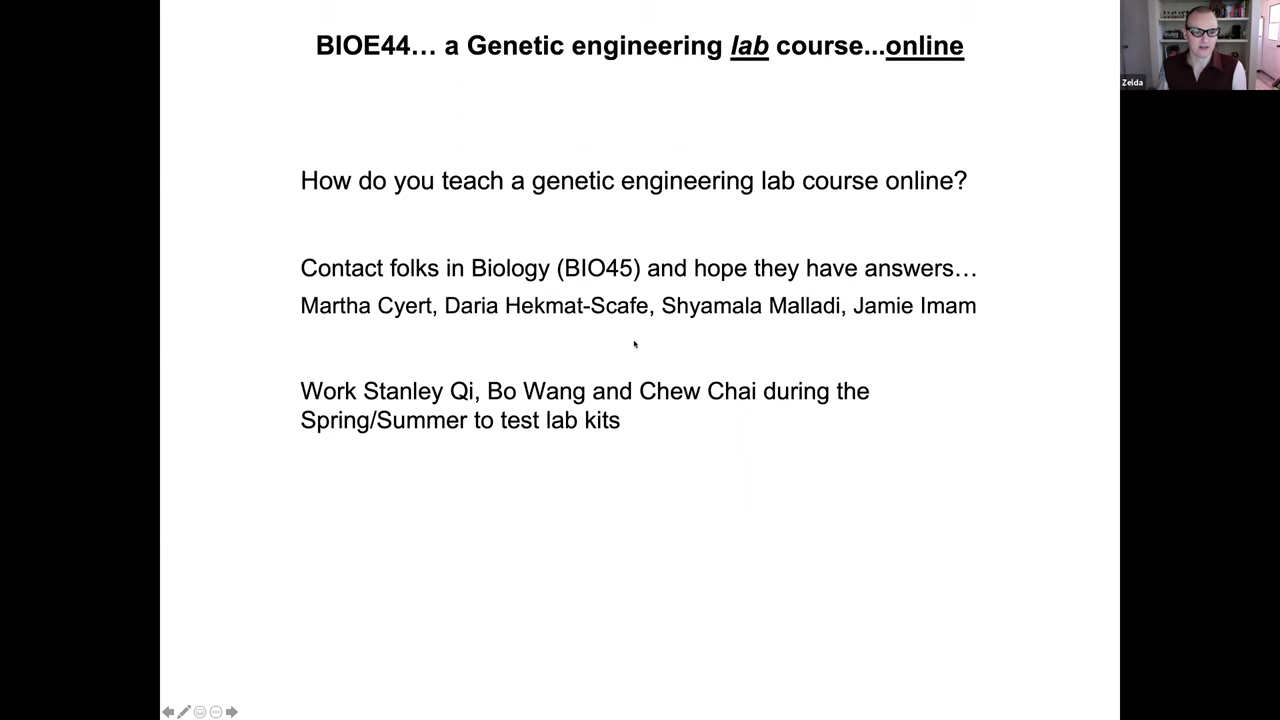 BIOE44… a Genetic engineering lab course...online
Zelda
How do you teach a genetic engineering lab course online?
Contact folks in Biology (BIO45) and hope they have answers…
Martha Cyert, Daria Hekmat-Scafe, Shyamala Malladi, Jamie Imam
Work Stanley Qi, Bo Wang and Chew Chai during the
Spring/Summer to test lab kits